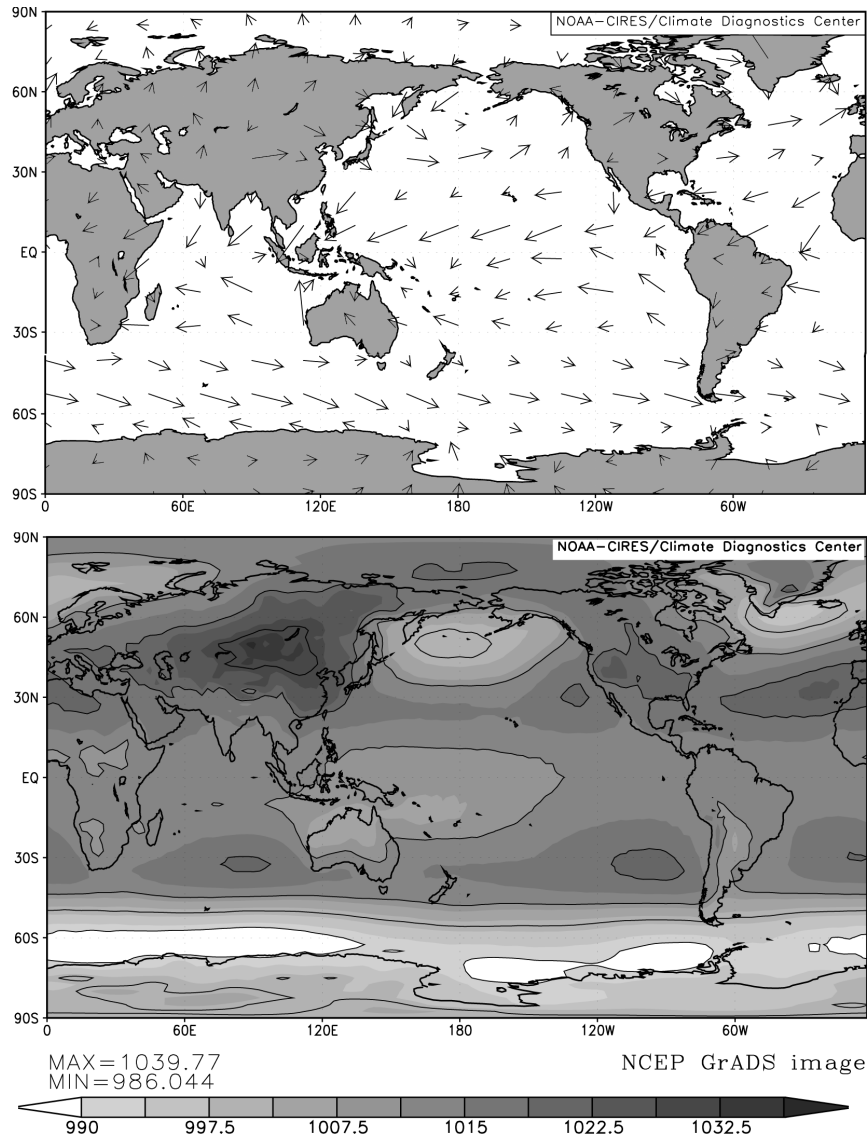 90N
NOAA-CIRES/Climate Diagnostics Center
60N
30N
EQ
30S
60S
90S
0 60E 120E 180 120W 60W
90N
NOAA-CIRES/Climate Diagnostics Center
60N
30N
EQ
30S
60S
90S
0 60E 120E 180 120W 60W
MAX=1039.77
MIN=986.044
NCEP GrADS image
990 997.5 1007.5 1015 1022.5 1032.5